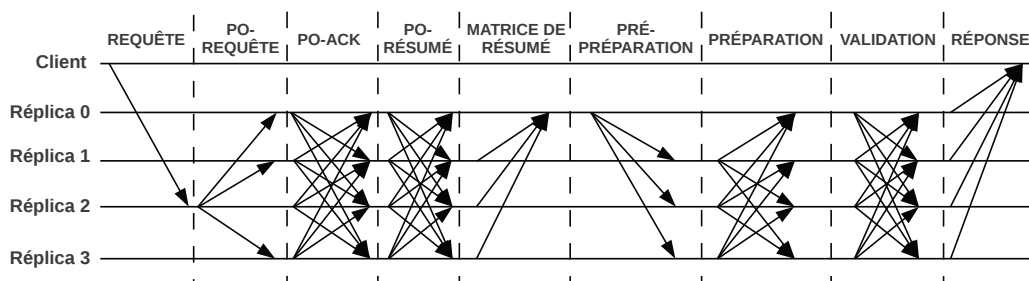 REQUÊTE
PO-
REQUÊTE
PO-ACK
PO-
RÉSUMÉ
MATRICE DE
RÉSUMÉ
PRÉ-
PRÉPARATION
PRÉPARATION
VALIDATION
RÉPONSE
Client
Réplica 0
Réplica 1
Réplica 2
Réplica 3